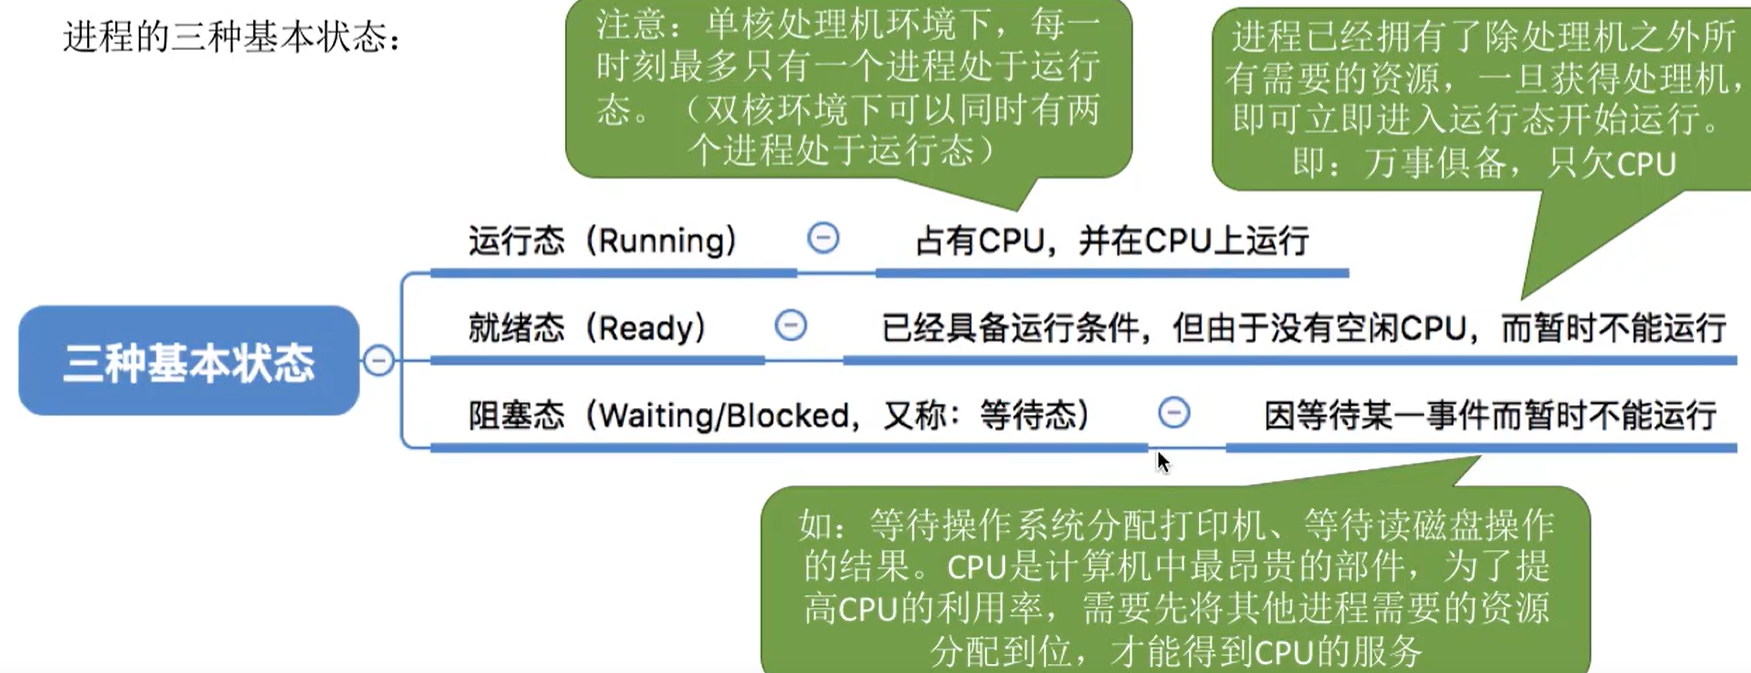 进程的三种基本状态：
注意：单核处理机环境下，每一
时刻最多只有一个进程处于运行
态。（双核环境下可以同时有两
个进程处于运行态）
进程已经拥有了除处理机之外所
有需要的资源，一旦获得处理机，
即可立即进入运行态开始运行。
即：万事俱备，只欠CPU
三种基本状态
运行态（Running）
占有CPU，并在CPU上运行
就绪态（Ready）
已经具备运行条件，但由于没有空闲CPU，而暂时不能运行
阻塞态（Waiting/Blocked，又称：等待态）
因等待某一事件而暂时不能运行
如：等待操作系统分配打印机、等待读磁盘操作
的结果。CPU是计算机中最昂贵的部件，为了提
高CPU的利用率，需要先将其他进程需要的资源
分配到位，才能得到CPU的服务